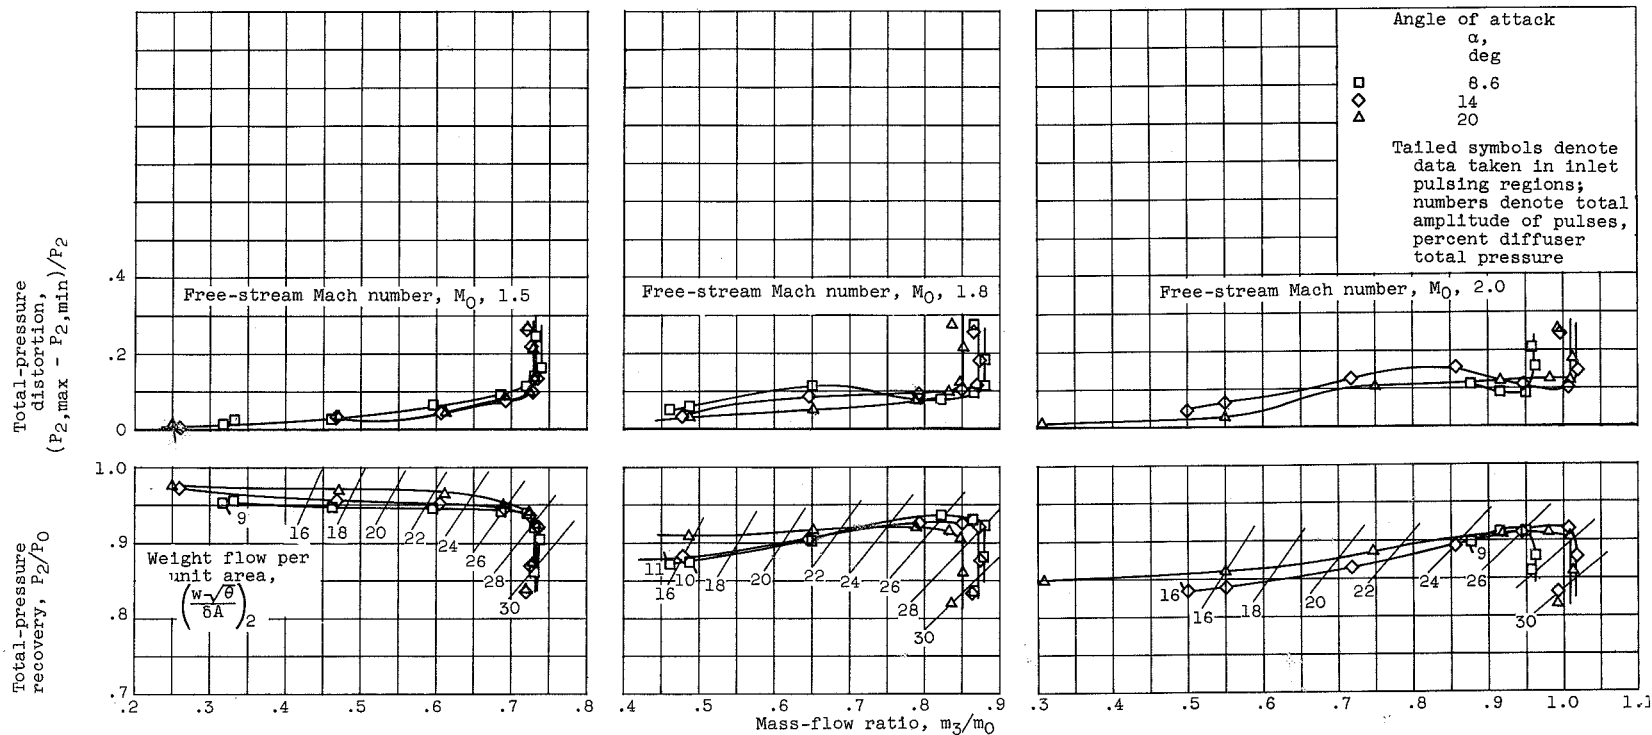 Angle of attack
α,
deg
8.6
14
20
Tailed symbols denote
data taken in inlet
pulsing regions;
numbers denote total
amplitude of pulses,
percent diffuser
total pressure
Total-pressure
distortion,
(P2,max - P2,min)/P2
.4
.2
0
Free-stream Mach number, M0, 1.5
Free-stream Mach number, M0, 1.8
Free-stream Mach number, M0, 2.0
Total-pressure
recovery, P2/P0
1.0
.9
.8
.7
9
16
18
20
22
24
26
28
30
Weight flow per
unit area,
(w√θ/δA)2
11
10
16
18
20
22
24
26
28
30
16
16
18
20
22
24
9
26
30
.2 .3 .4 .5 .6 .7 .8
.4 .5 .6 .7 .8 .9
.3 .4 .5 .6 .7 .8 .9 1.0 1.1
Mass-flow ratio, m3/m0